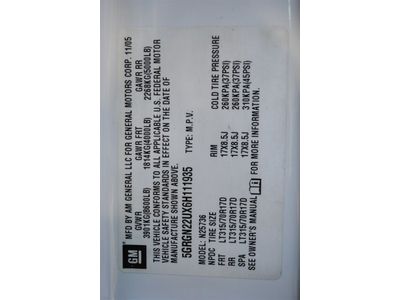 GM
MFD BY AM GENERAL LLC FOR GENERAL MOTORS CORP. 11/05
GVWR GAWR FRT GAWR RR
3901KG(8600LB) 1814KG(4000LB) 2268KG(5000LB)
THIS VEHICLE CONFORMS TO ALL APPLICABLE U.S. FEDERAL MOTOR
VEHICLE SAFETY STANDARDS IN EFFECT ON THE DATE OF
MANUFACTURE SHOWN ABOVE.
5GRGN22UX6H111935 TYPE: M.P.V.
MODEL: N25736
NPDC TIRE SIZE RIM COLD TIRE PRESSURE
FRT LT315/70R17D 17X8.5J 260KPA(37PSI)
RR LT315/70R17D 17X8.5J 260KPA(37PSI)
SPA LT315/70R17D 17X8.5J 310KPA(45PSI)
SEE OWNER'S MANUAL FOR MORE INFORMATION.